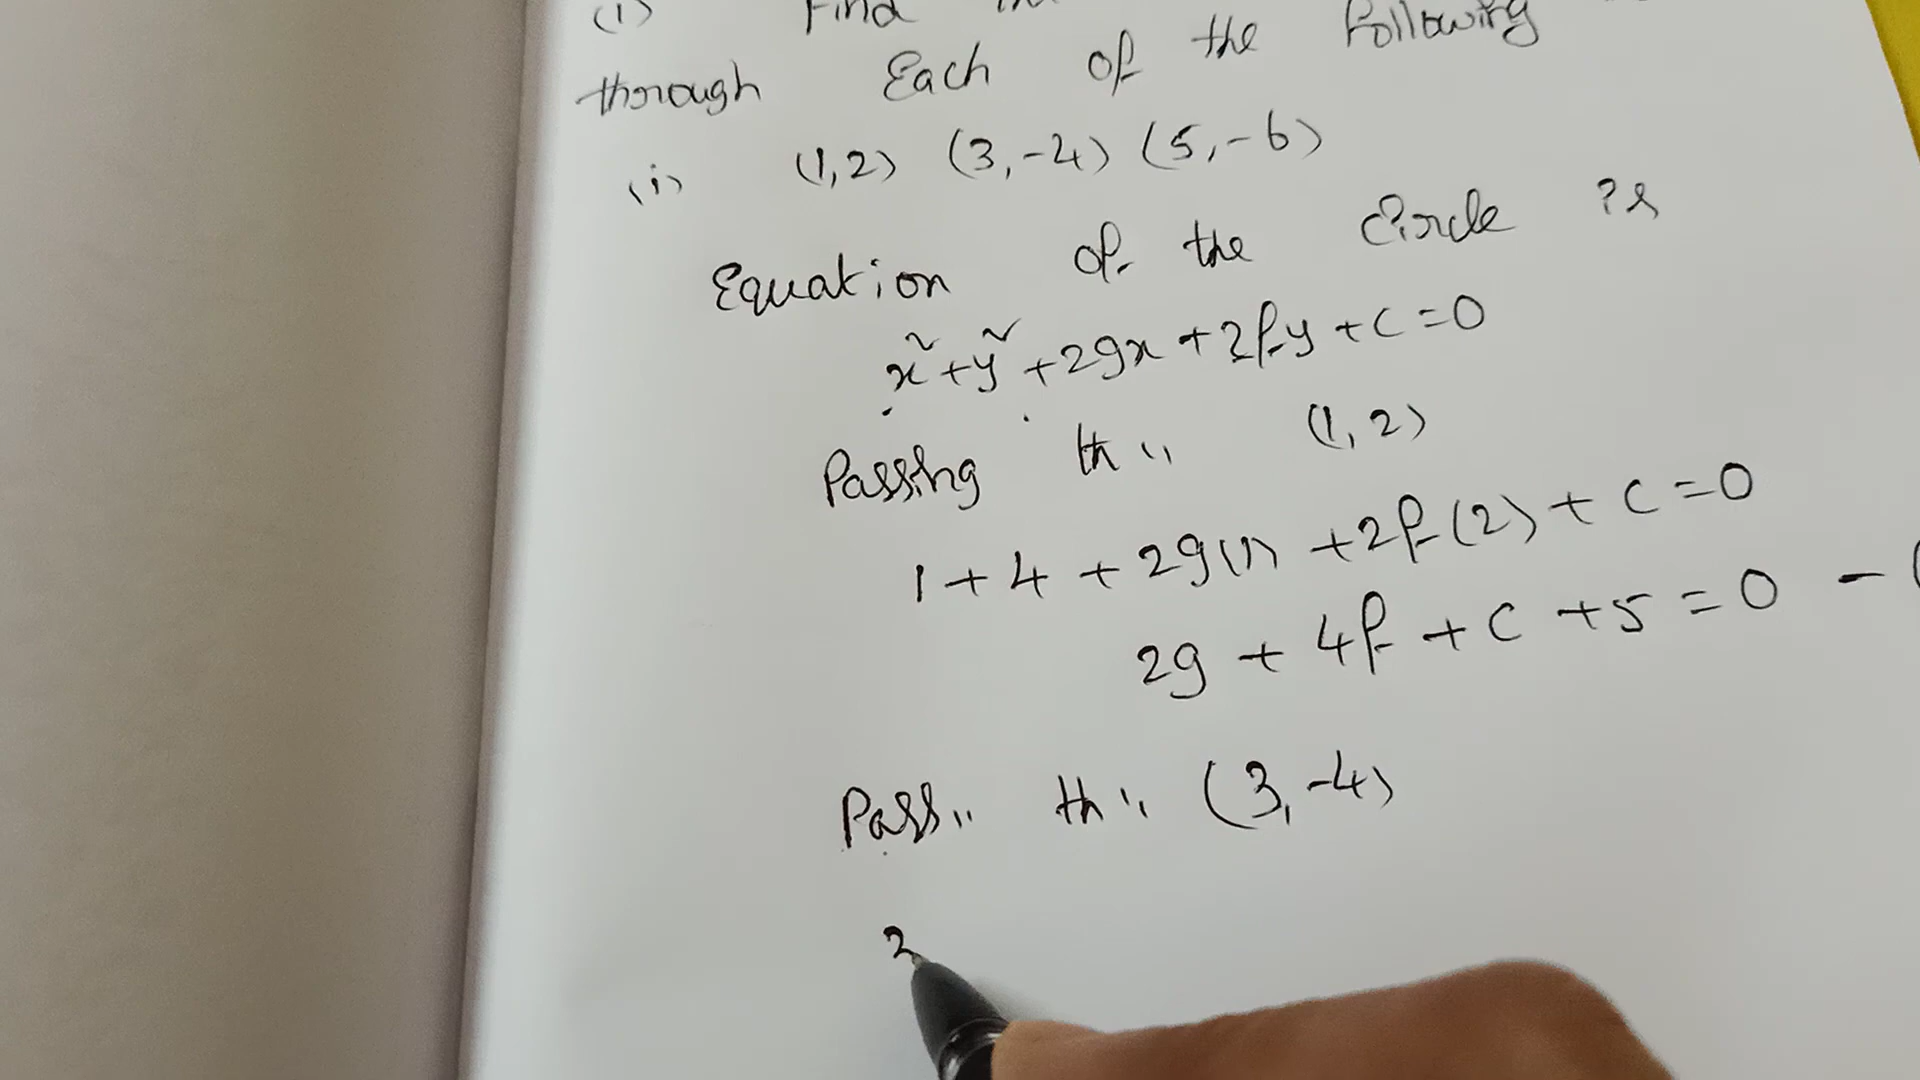 (1) Find
through Each of the following
(i) (1,2) (3,-4) (5,-6)
Equation of the circle is
x²+y²+2gx+2fy+c=0
Passing th" (1,2)
1+4+2g(1)+2f(2)+c=0
2g+4f+c+5=0 -
Pass" th" (3,-4)